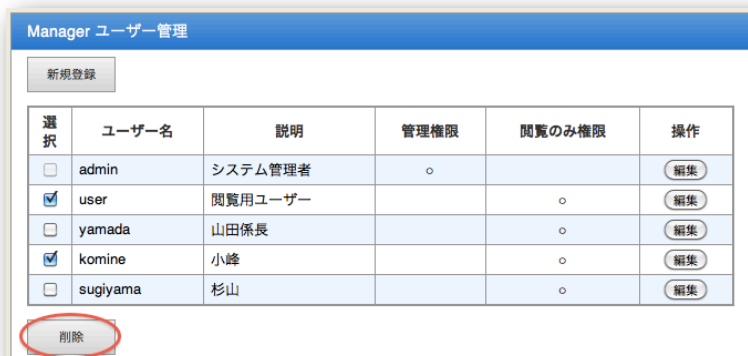 Manager ユーザー管理
新規登録
選択 ユーザー名 説明 管理権限 閲覧のみ権限 操作
admin システム管理者 ○ 編集
user 閲覧用ユーザー ○ 編集
yamada 山田係長 ○ 編集
komine 小峰 ○ 編集
sugiyama 杉山 ○ 編集
削除